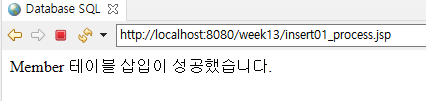 Database SQL
http://localhost:8080/week13/insert01_process.jsp
Member 테이블 삽입이 성공했습니다.